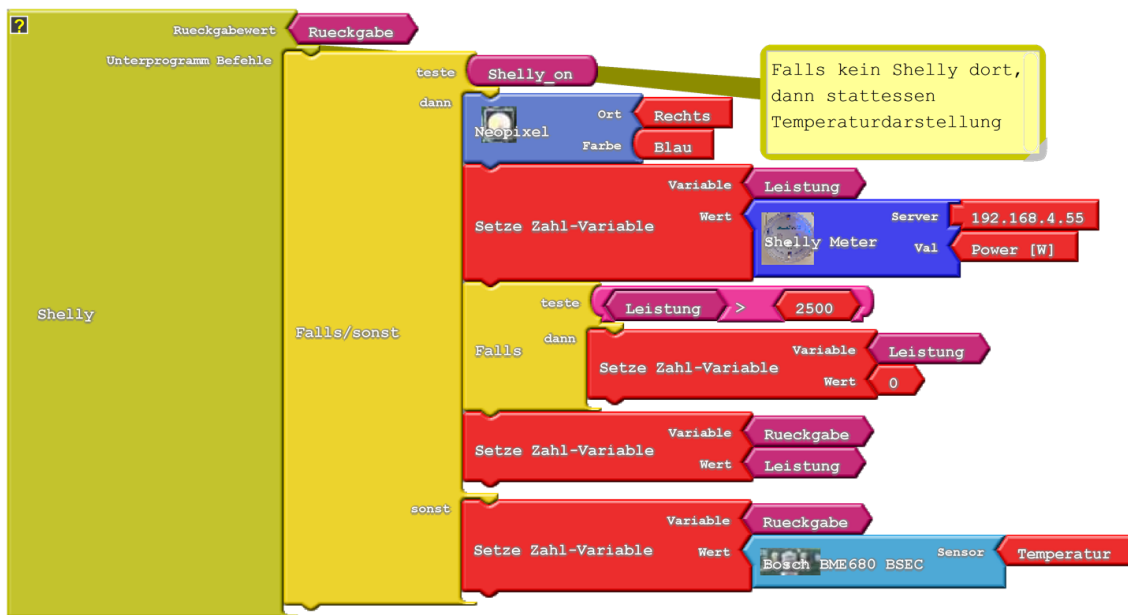 ?
Rueckgabewert
Rueckgabe
Unterprogramm Befehle
teste
Shelly_on
Falls kein Shelly dort,
dann stattessen
Temperaturdarstellung
dann
Neopixel
Ort
Rechts
Farbe
Blau
Setze Zahl-Variable
Variable
Leistung
Wert
Shelly Meter
Server
192.168.4.55
Val
Power [W]
Shelly
Falls/sonst
Falls
teste
Leistung > 2500
dann
Setze Zahl-Variable
Variable
Leistung
Wert
0
Setze Zahl-Variable
Variable
Rueckgabe
Wert
Leistung
sonst
Setze Zahl-Variable
Variable
Rueckgabe
Wert
Bosch BME680 BSEC
Sensor
Temperatur